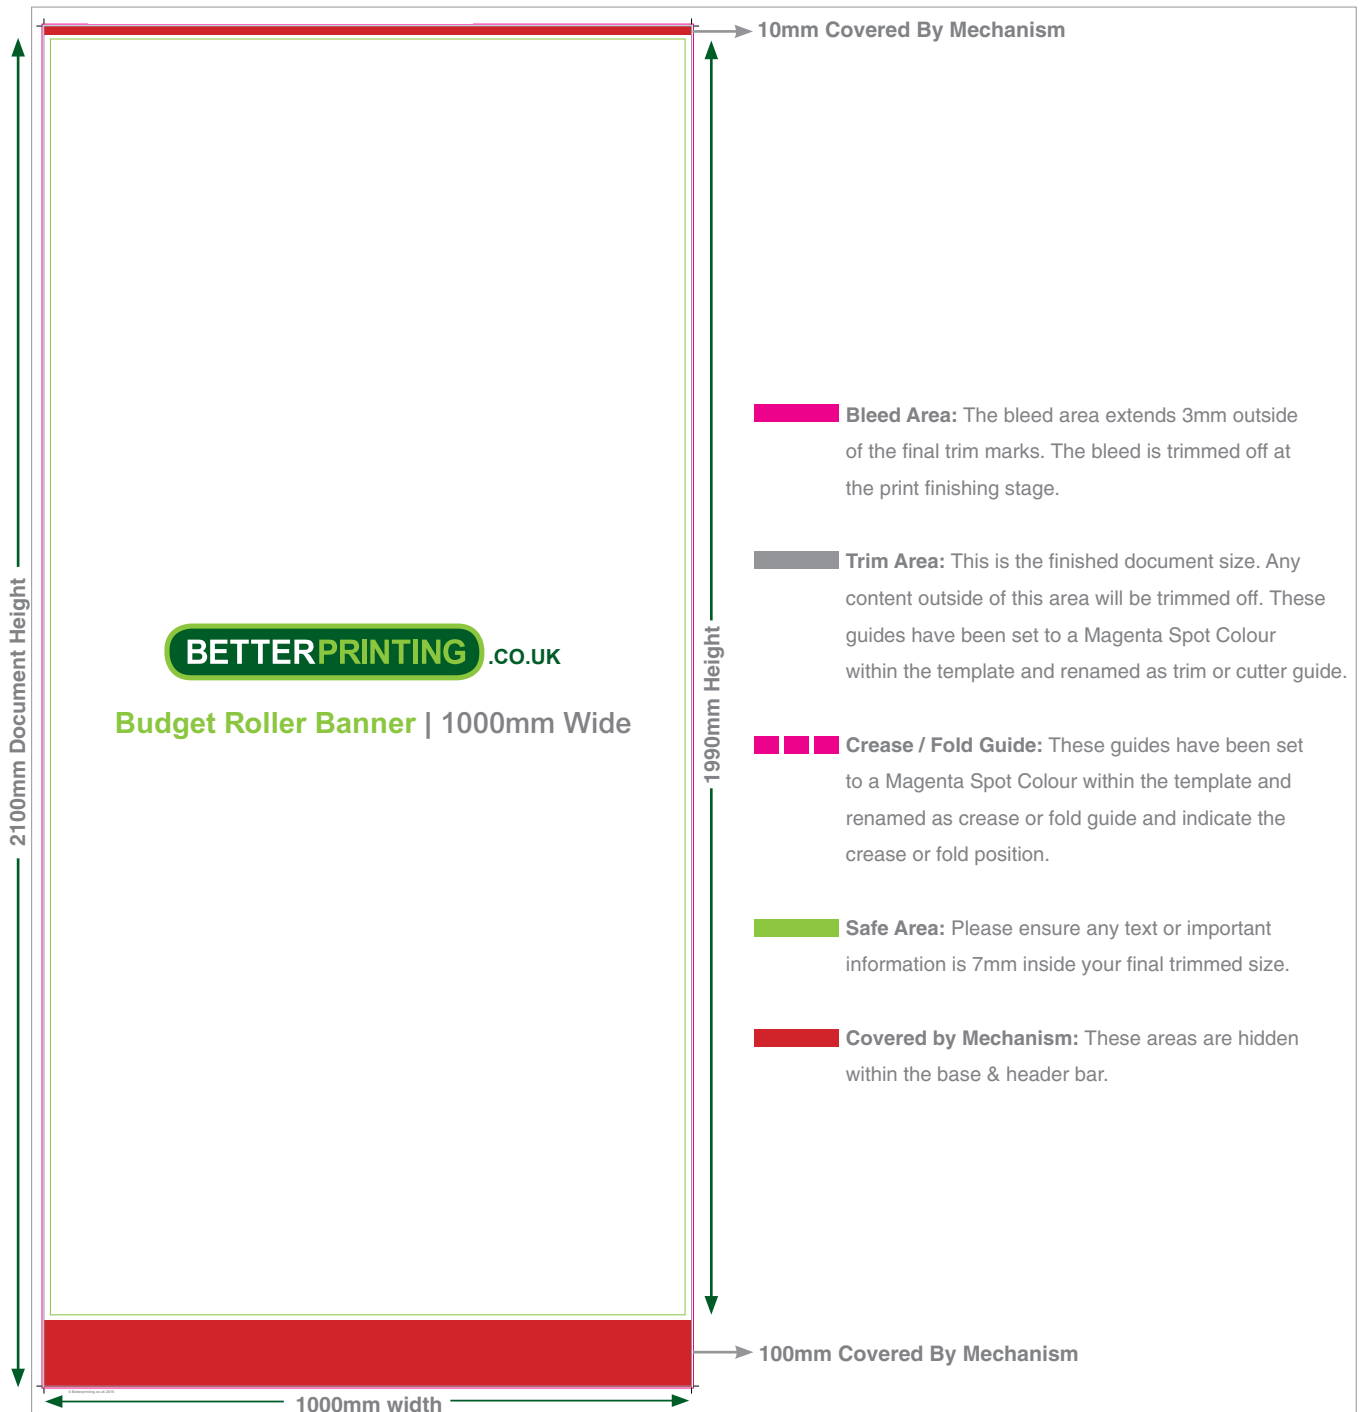 10mm Covered By Mechanism
2100mm Document Height
1990mm Height
BETTERPRINTING.CO.UK
Budget Roller Banner | 1000mm Wide
Bleed Area: The bleed area extends 3mm outside
of the final trim marks. The bleed is trimmed off at
the print finishing stage.
Trim Area: This is the finished document size. Any
content outside of this area will be trimmed off. These
guides have been set to a Magenta Spot Colour
within the template and renamed as trim or cutter guide.
Crease / Fold Guide: These guides have been set
to a Magenta Spot Colour within the template and
renamed as crease or fold guide and indicate the
crease or fold position.
Safe Area: Please ensure any text or important
information is 7mm inside your final trimmed size.
Covered by Mechanism: These areas are hidden
within the base & header bar.
100mm Covered By Mechanism
© Betterprinting.co.uk 2015
1000mm width